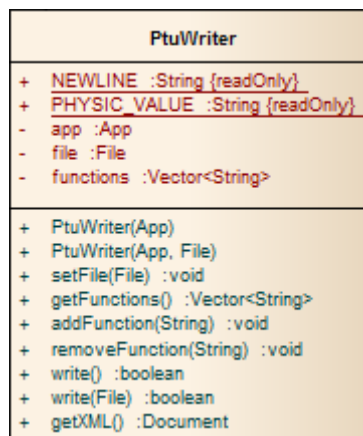 PtuWriter
+ NEWLINE :String {readOnly}
+ PHYSIC_VALUE :String {readOnly}
- app :App
- file :File
- functions :Vector<String>
+ PtuWriter(App)
+ PtuWriter(App, File)
+ setFile(File) :void
+ getFunctions() :Vector<String>
+ addFunction(String) :void
+ removeFunction(String) :void
+ write() :boolean
+ write(File) :boolean
+ getXML() :Document